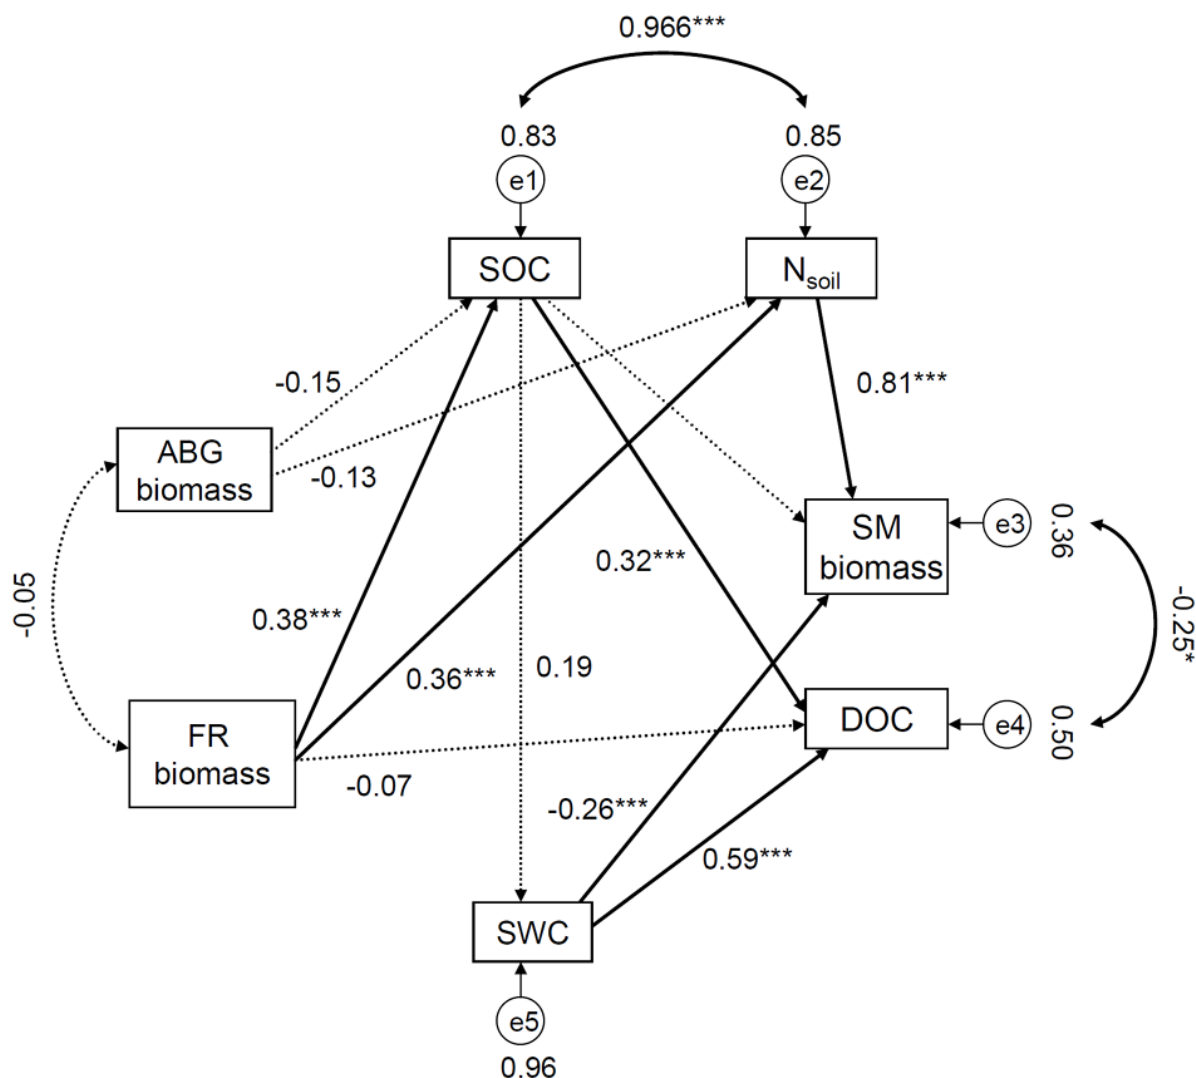 0.966***
0.83
0.85
e1
e2
SOC
Nsoil
-0.15
0.81***
ABG
biomass
-0.13
SM
biomass
e3
0.36
0.32***
-0.05
-0.25*
0.38***
0.19
0.36***
FR
biomass
DOC
e4
0.50
-0.07
-0.26***
0.59***
SWC
e5
0.96